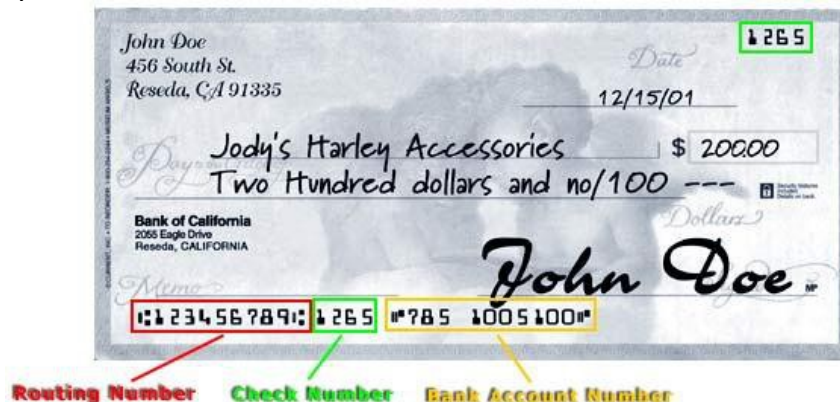 John Doe
1265
456 South St.
Date
Reseda, CA 91335
12/15/01
Jody's Harley Accessories $ 200.00
Two Hundred dollars and no/100 ---
Bank of California
2055 Eagle Drive
Dollars
Reseda, CALIFORNIA
John Doe
MP
Memo
123456789 1265 785 1005100
Routing Number Check Number Bank Account Number